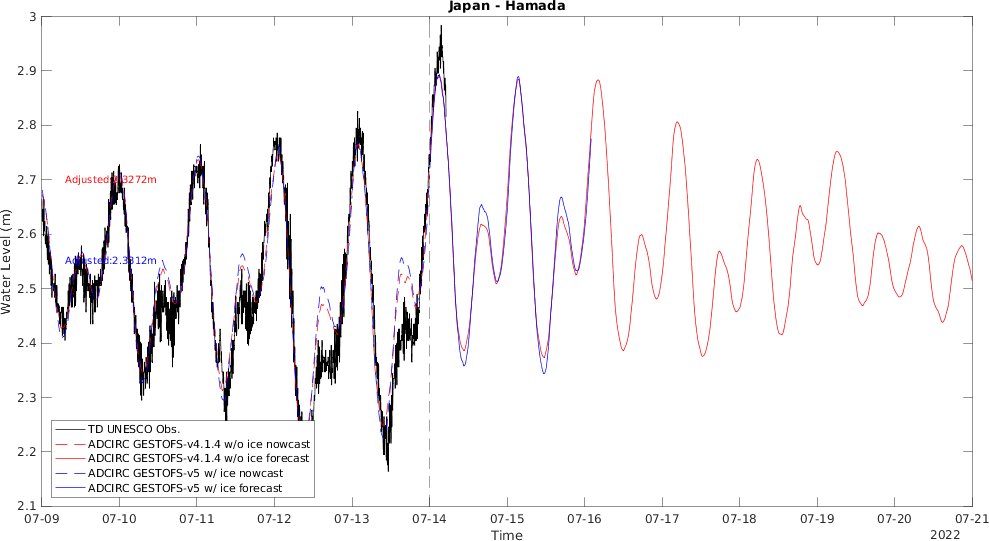 Japan - Hamada
3
2.9
2.8
2.7
2.6
2.5
2.4
2.3
2.2
2.1
Water Level (m)
Adjusted:2.3272m
Adjusted:2.3312m
TD UNESCO Obs.
ADCIRC GESTOFS-v4.1.4 w/o ice nowcast
ADCIRC GESTOFS-v4.1.4 w/o ice forecast
ADCIRC GESTOFS-v5 w/ ice nowcast
ADCIRC GESTOFS-v5 w/ ice forecast
07-09 07-10 07-11 07-12 07-13 07-14 07-15 07-16 07-17 07-18 07-19 07-20 07-21
Time
2022